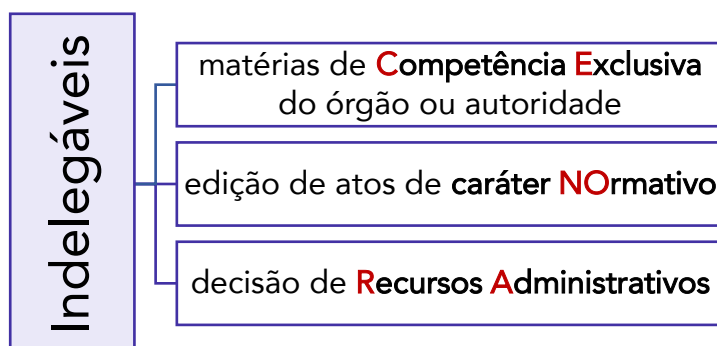 Indelegáveis
matérias de Competência Exclusiva
do órgão ou autoridade
edição de atos de caráter NOrmativo
decisão de Recursos Administrativos